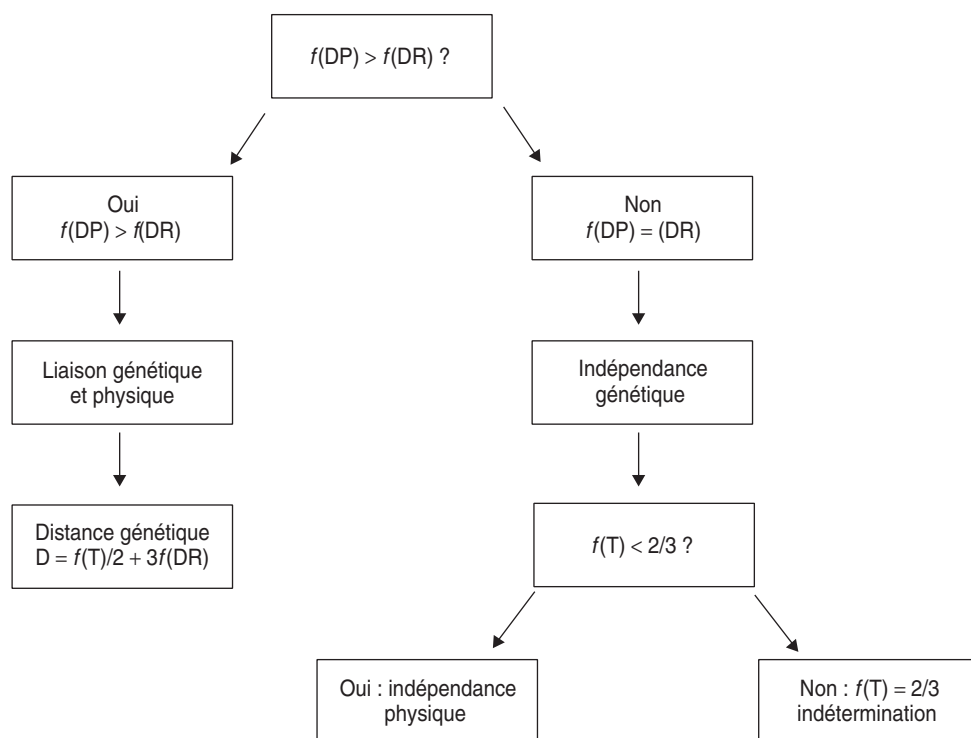 f(DP) > f(DR) ?
Oui
f(DP) > f(DR)
Non
f(DP) = (DR)
Liaison génétique
et physique
Indépendance
génétique
Distance génétique
D = f(T)/2 + 3f(DR)
f(T) < 2/3 ?
Oui : indépendance
physique
Non : f(T) = 2/3
indétermination